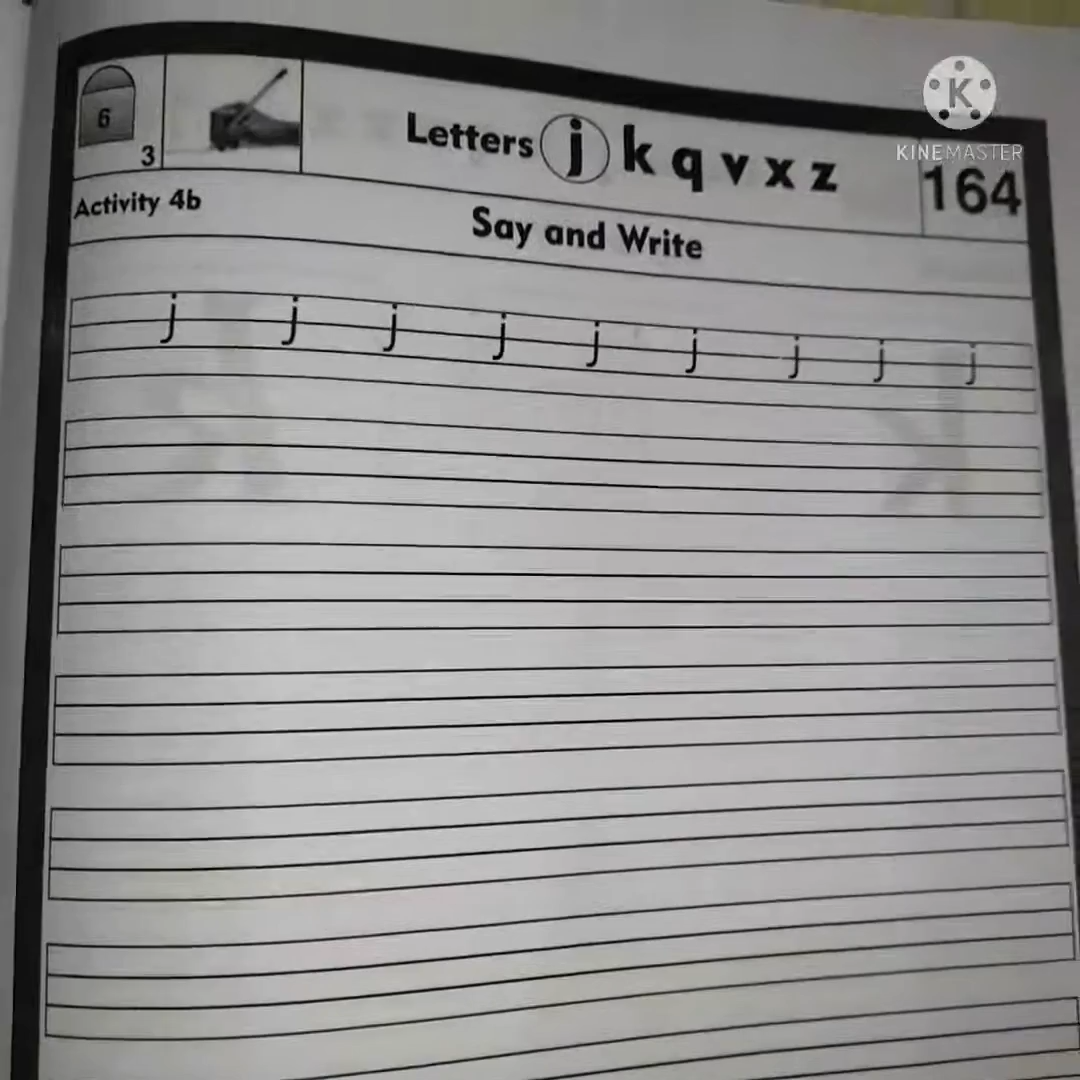 6
3
Letters j k q v x z
K
KINEMASTER
164
Activity 4b
Say and Write
j j j j j j j j j